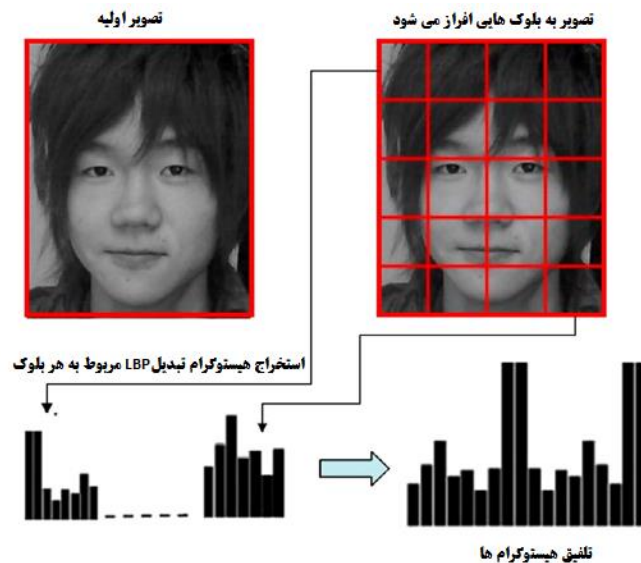 تصویر اولیه
تصویر به بلوک هایی افراز می شود
استخراج هیستوگرام تبدیل LBP مربوط به هر بلوک
تلفیق هیستوگرام ها